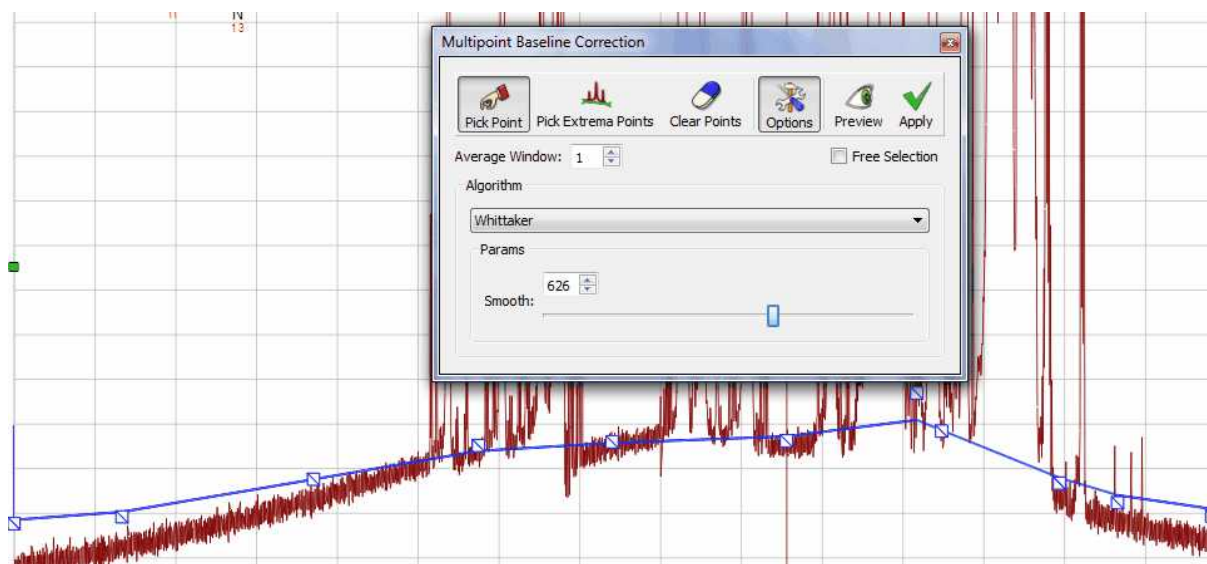 N
13
Multipoint Baseline Correction
Pick Point Pick Extrema Points Clear Points Options Preview Apply
Average Window: 1 Free Selection
Algorithm
Whittaker
Params
626
Smooth: